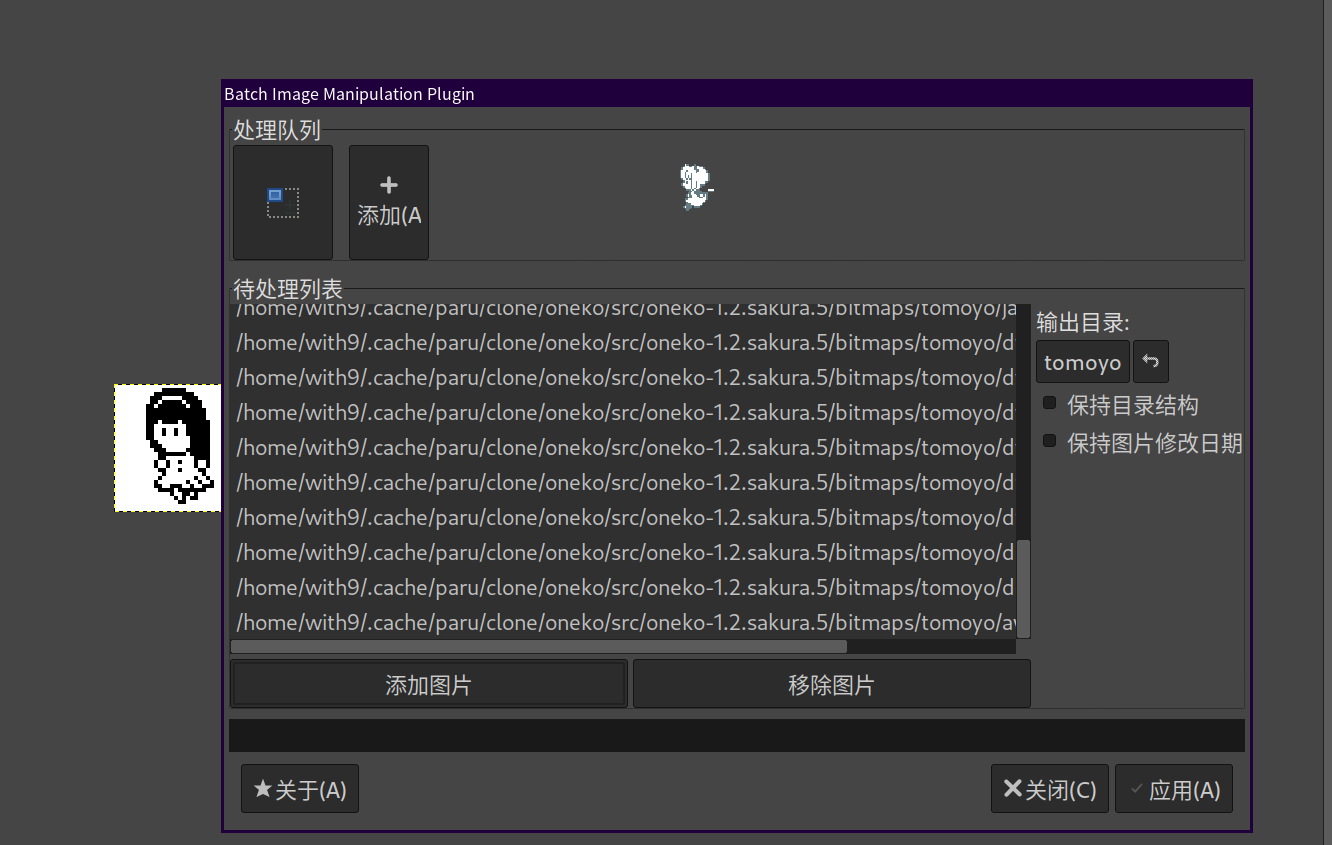 Batch Image Manipulation Plugin
处理队列
添加(A
待处理列表
/home/with9/.cache/paru/clone/oneko/src/oneko-1.2.sakura.5/bitmaps/tomoyo/ja
/home/with9/.cache/paru/clone/oneko/src/oneko-1.2.sakura.5/bitmaps/tomoyo/d
/home/with9/.cache/paru/clone/oneko/src/oneko-1.2.sakura.5/bitmaps/tomoyo/d
/home/with9/.cache/paru/clone/oneko/src/oneko-1.2.sakura.5/bitmaps/tomoyo/d
/home/with9/.cache/paru/clone/oneko/src/oneko-1.2.sakura.5/bitmaps/tomoyo/d
/home/with9/.cache/paru/clone/oneko/src/oneko-1.2.sakura.5/bitmaps/tomoyo/d
/home/with9/.cache/paru/clone/oneko/src/oneko-1.2.sakura.5/bitmaps/tomoyo/d
/home/with9/.cache/paru/clone/oneko/src/oneko-1.2.sakura.5/bitmaps/tomoyo/d
/home/with9/.cache/paru/clone/oneko/src/oneko-1.2.sakura.5/bitmaps/tomoyo/d
/home/with9/.cache/paru/clone/oneko/src/oneko-1.2.sakura.5/bitmaps/tomoyo/a
输出目录:
tomoyo
保持目录结构
保持图片修改日期
添加图片
移除图片
关于(A)
关闭(C)
应用(A)